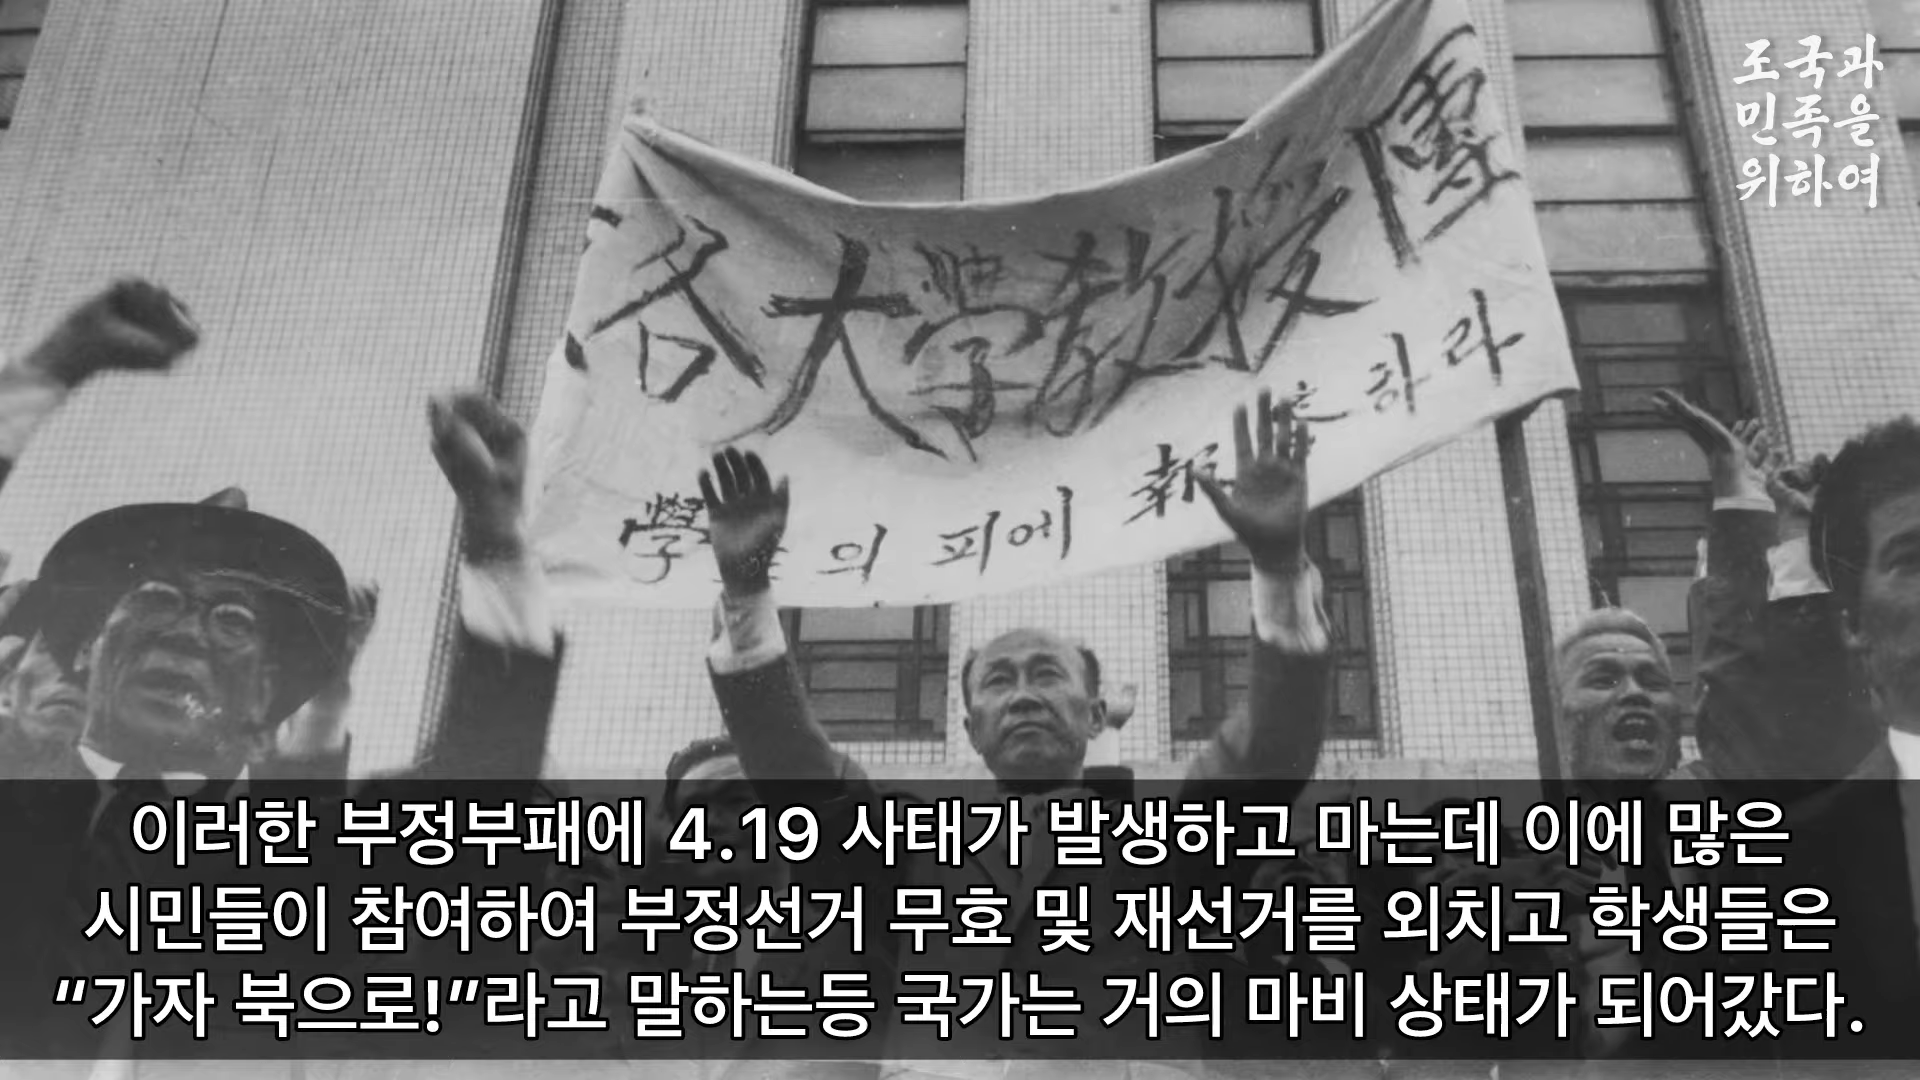 조국과
민족을
위하여
各大學敎授團
學 의 피에 報 하라
이러한 부정부패에 4.19 사태가 발생하고 마는데 이에 많은
시민들이 참여하여 부정선거 무효 및 재선거를 외치고 학생들은
“가자 북으로!”라고 말하는등 국가는 거의 마비 상태가 되어갔다.